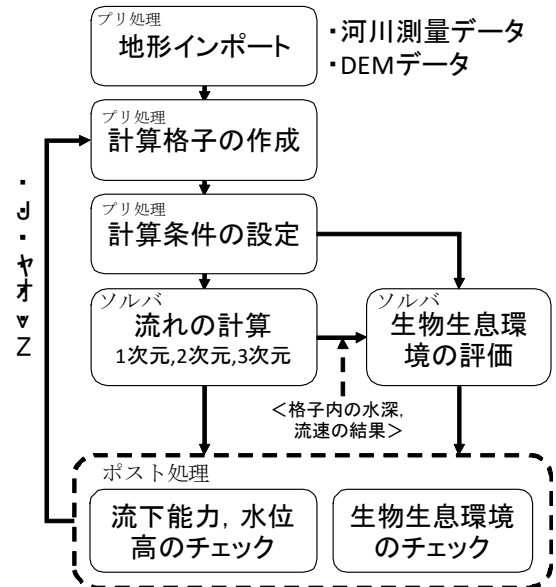 プリ処理
地形インポート
・河川測量データ
・DEMデータ
プリ処理
計算格子の作成
プリ処理
計算条件の設定
ソルバ
流れの計算
1次元,2次元,3次元
ソルバ
生物生息環
境の評価
<格子内の水深,
流速の結果>
ポスト処理
流下能力，水位
高のチェック
生物生息環境
のチェック